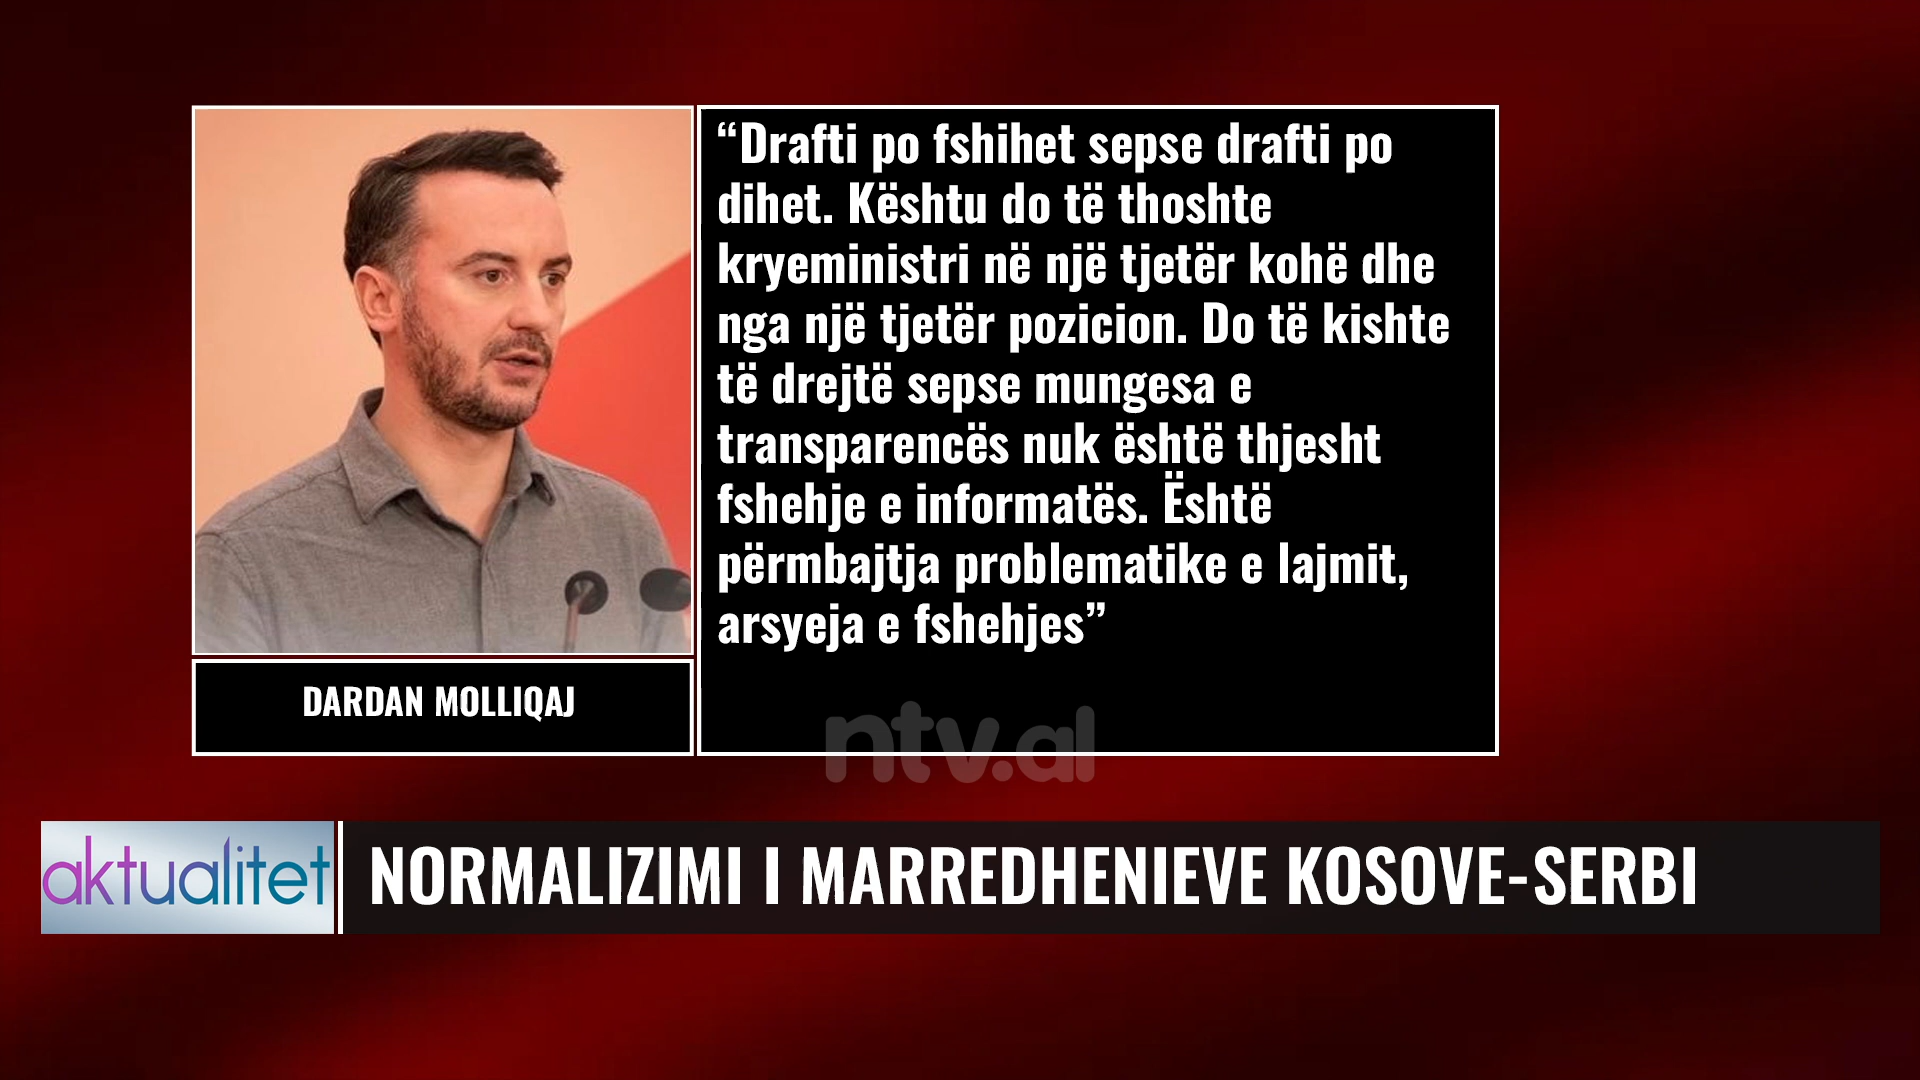 “Drafti po fshihet sepse drafti po
dihet. Kështu do të thoshte
kryeministri në një tjetër kohë dhe
nga një tjetër pozicion. Do të kishte
të drejtë sepse mungesa e
transparencës nuk është thjesht
fshehje e informatës. Është
përmbajtja problematike e lajmit,
arsyeja e fshehjes”
DARDAN MOLLIQAJ
ntv.al
aktualitet
NORMALIZIMI I MARREDHENIEVE KOSOVE-SERBI